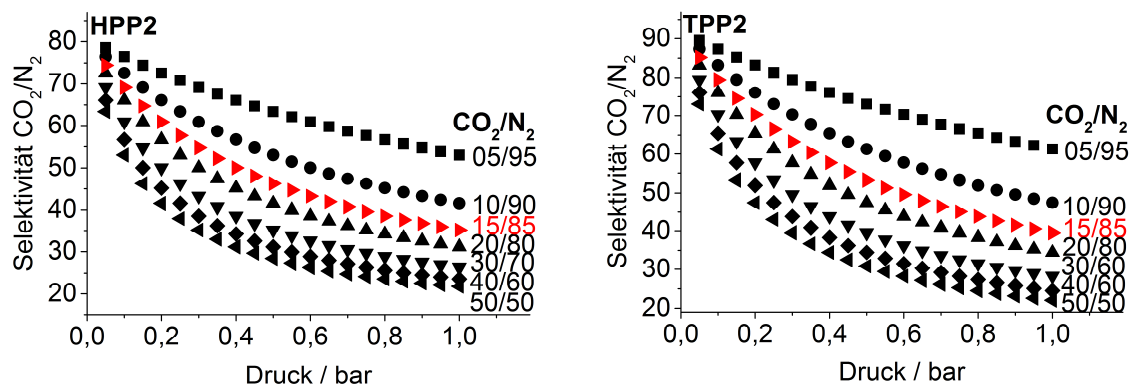 HPP2
Selektivität CO₂/N₂
80
70
60
50
40
30
20
CO₂/N₂
05/95
10/90
15/85
20/80
30/70
40/60
50/50
0,0 0,2 0,4 0,6 0,8 1,0
Druck / bar
TPP2
Selektivität CO₂/N₂
90
80
70
60
50
40
30
20
CO₂/N₂
05/95
10/90
15/85
20/80
30/60
40/60
50/50
0,0 0,2 0,4 0,6 0,8 1,0
Druck / bar